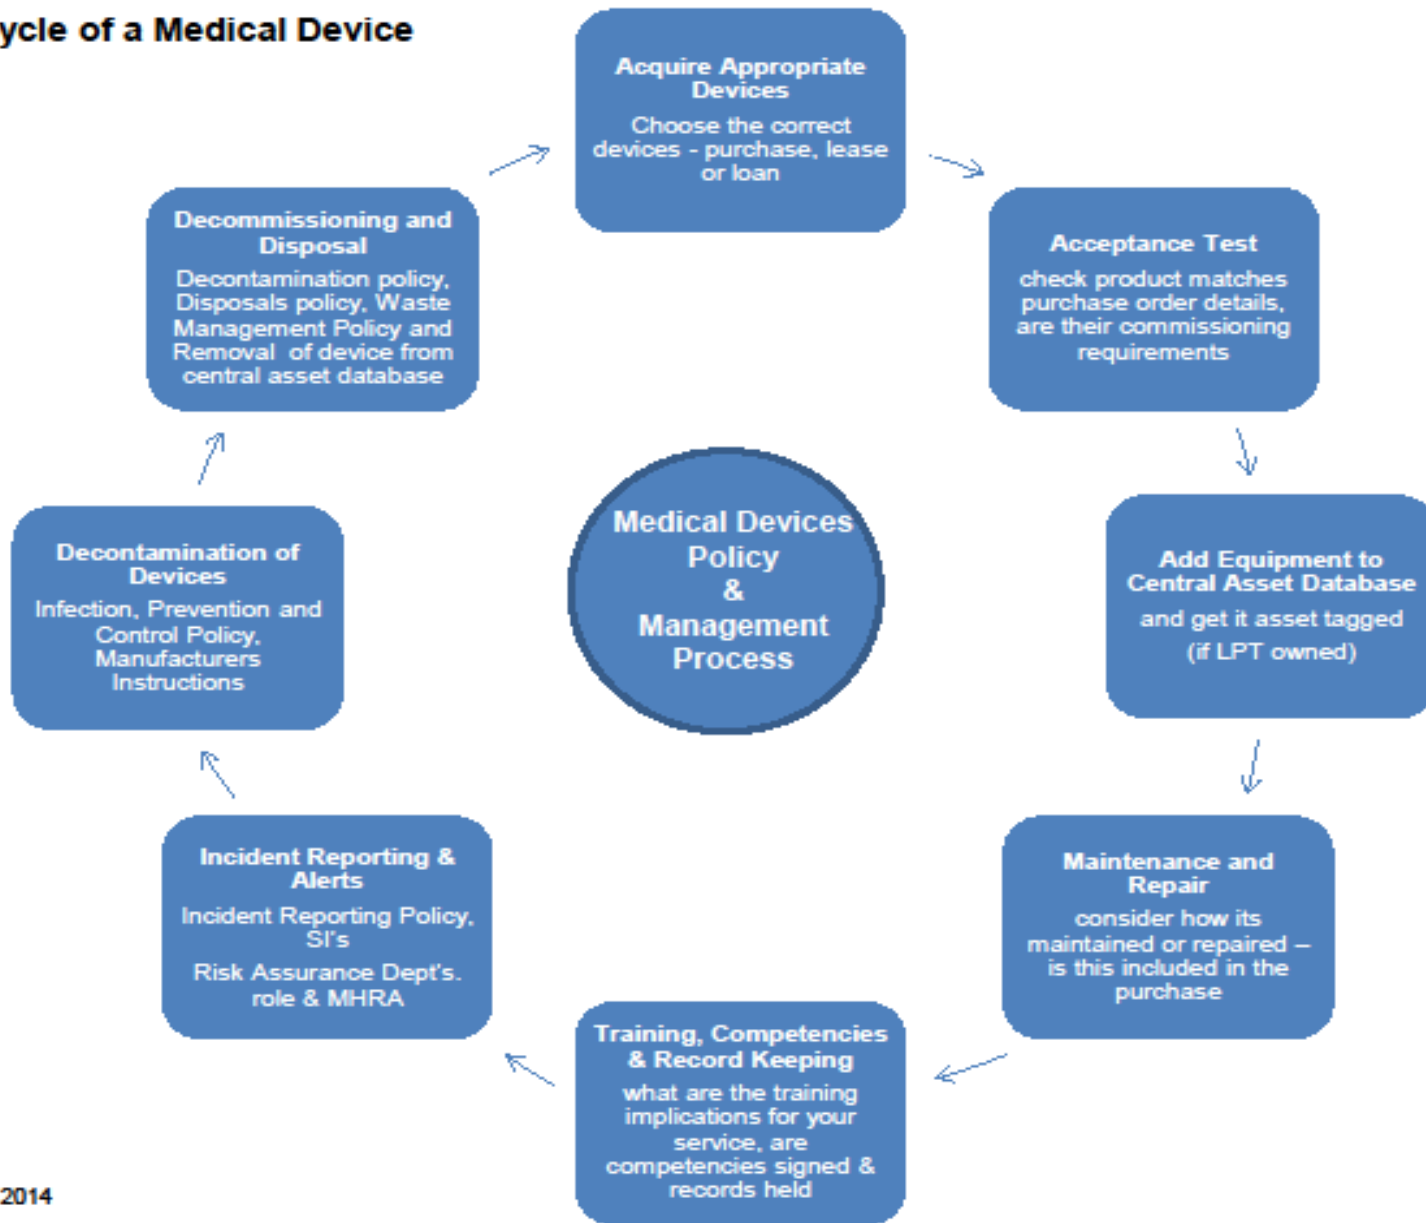 ycle of a Medical Device
Acquire Appropriate
Devices
Choose the correct
devices - purchase, lease
or loan
Acceptance Test
check product matches
purchase order details,
are their commissioning
requirements
Add Equipment to
Central Asset Database
and get it asset tagged
(if LPT owned)
Maintenance and
Repair
consider how its
maintained or repaired –
is this included in the
purchase
Training, Competencies
& Record Keeping
what are the training
implications for your
service, are
competencies signed &
records held
Incident Reporting &
Alerts
Incident Reporting Policy,
SI's
Risk Assurance Dept's.
role & MHRA
Decontamination of
Devices
Infection, Prevention and
Control Policy,
Manufacturers
Instructions
Decommissioning and
Disposal
Decontamination policy,
Disposals policy, Waste
Management Policy and
Removal of device from
central asset database
Medical Devices
Policy
&
Management
Process
2014